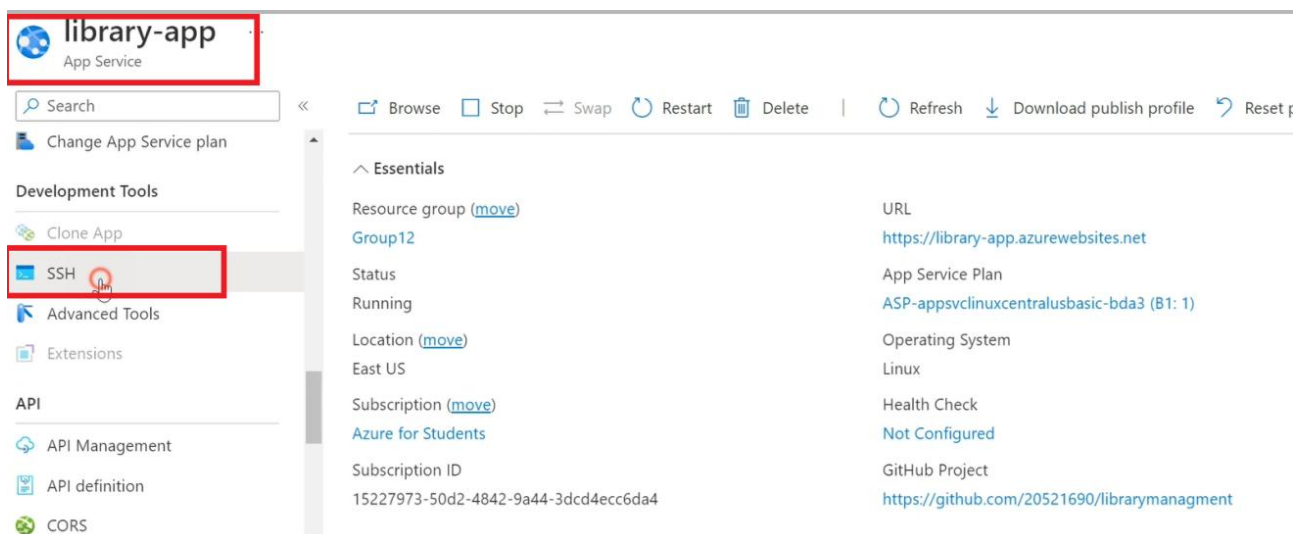 library-app ...
App Service
Search
«
Browse Stop Swap Restart Delete | Refresh Download publish profile Reset p
Change App Service plan
Development Tools
Clone App
SSH
Advanced Tools
Extensions
API
API Management
API definition
CORS
Essentials
Resource group (move)
Group12
Status
Running
Location (move)
East US
Subscription (move)
Azure for Students
Subscription ID
15227973-50d2-4842-9a44-3dcd4ecc6da4
URL
https://library-app.azurewebsites.net
App Service Plan
ASP-appsvclinuxcentralusbasic-bda3 (B1: 1)
Operating System
Linux
Health Check
Not Configured
GitHub Project
https://github.com/20521690/librarymanagment